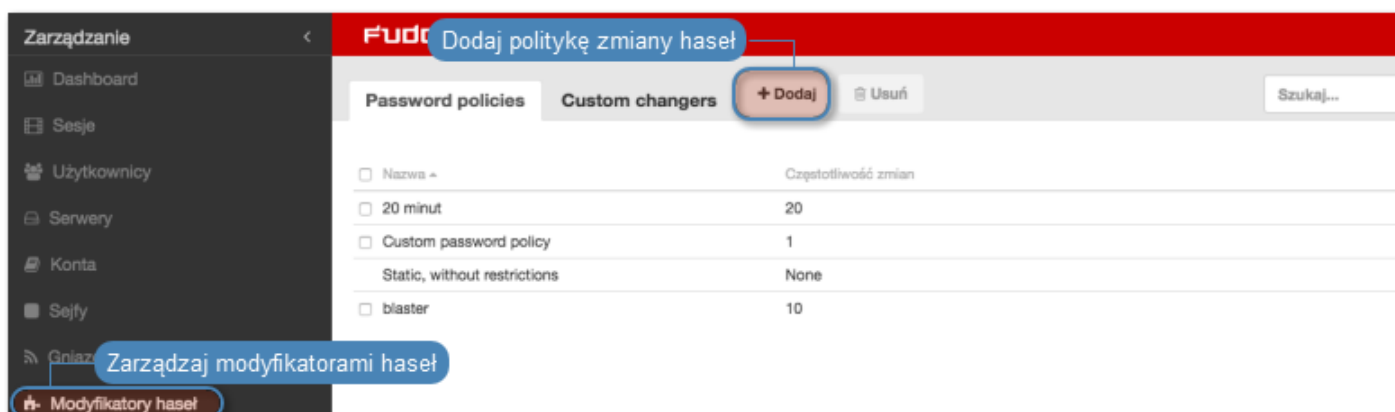 Zarządzanie
Dodaj politykę zmiany haseł
Dashboard
Password policies
Custom changers
+ Dodaj
Usuń
Szukaj...
Sesje
Użytkownicy
Nazwa
Częstotliwość zmian
20 minut
20
Serwery
Custom password policy
1
Konta
Static, without restrictions
None
Sejfy
blaster
10
Zarządzaj modyfikatorami haseł
Modyfikatory haseł